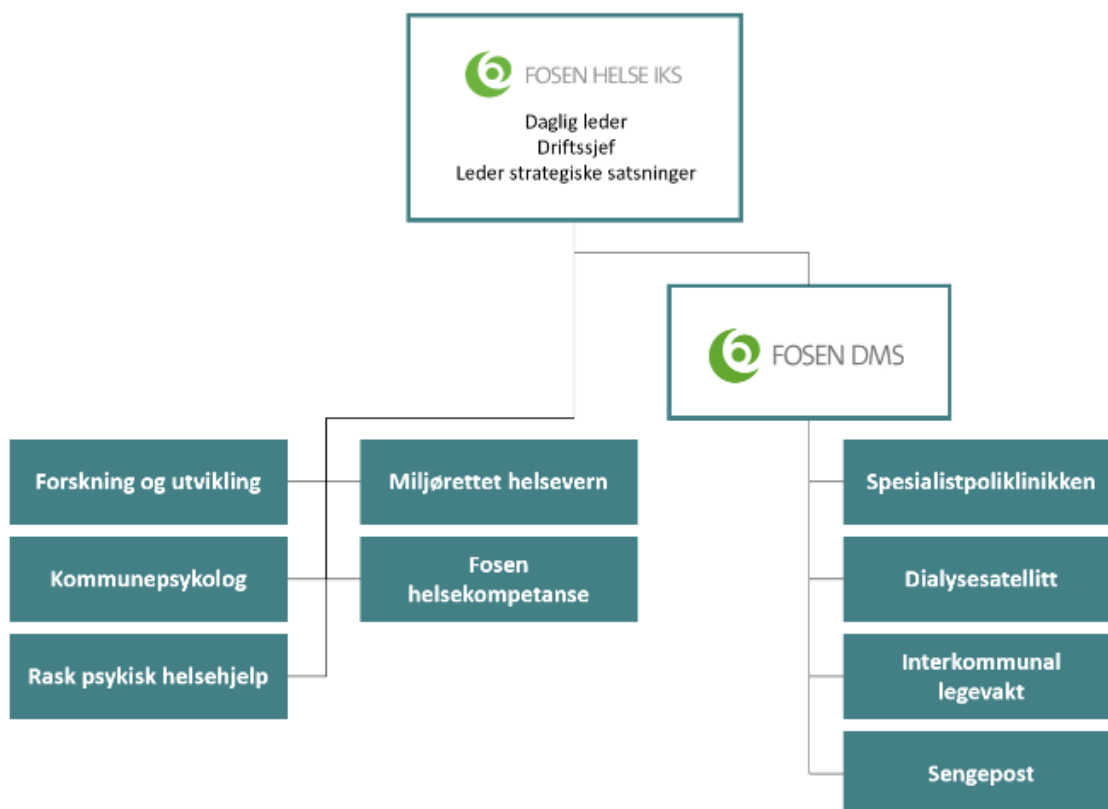 FOSEN HELSE IKS
Daglig leder
Driftssjef
Leder strategiske satsninger
FOSEN DMS
Forskning og utvikling
Miljørettet helsevern
Spesialistpoliklinikken
Kommunepsykolog
Fosen
helsekompetanse
Dialysesatellitt
Rask psykisk helsehjelp
Interkommunal
legevakt
Sengepost